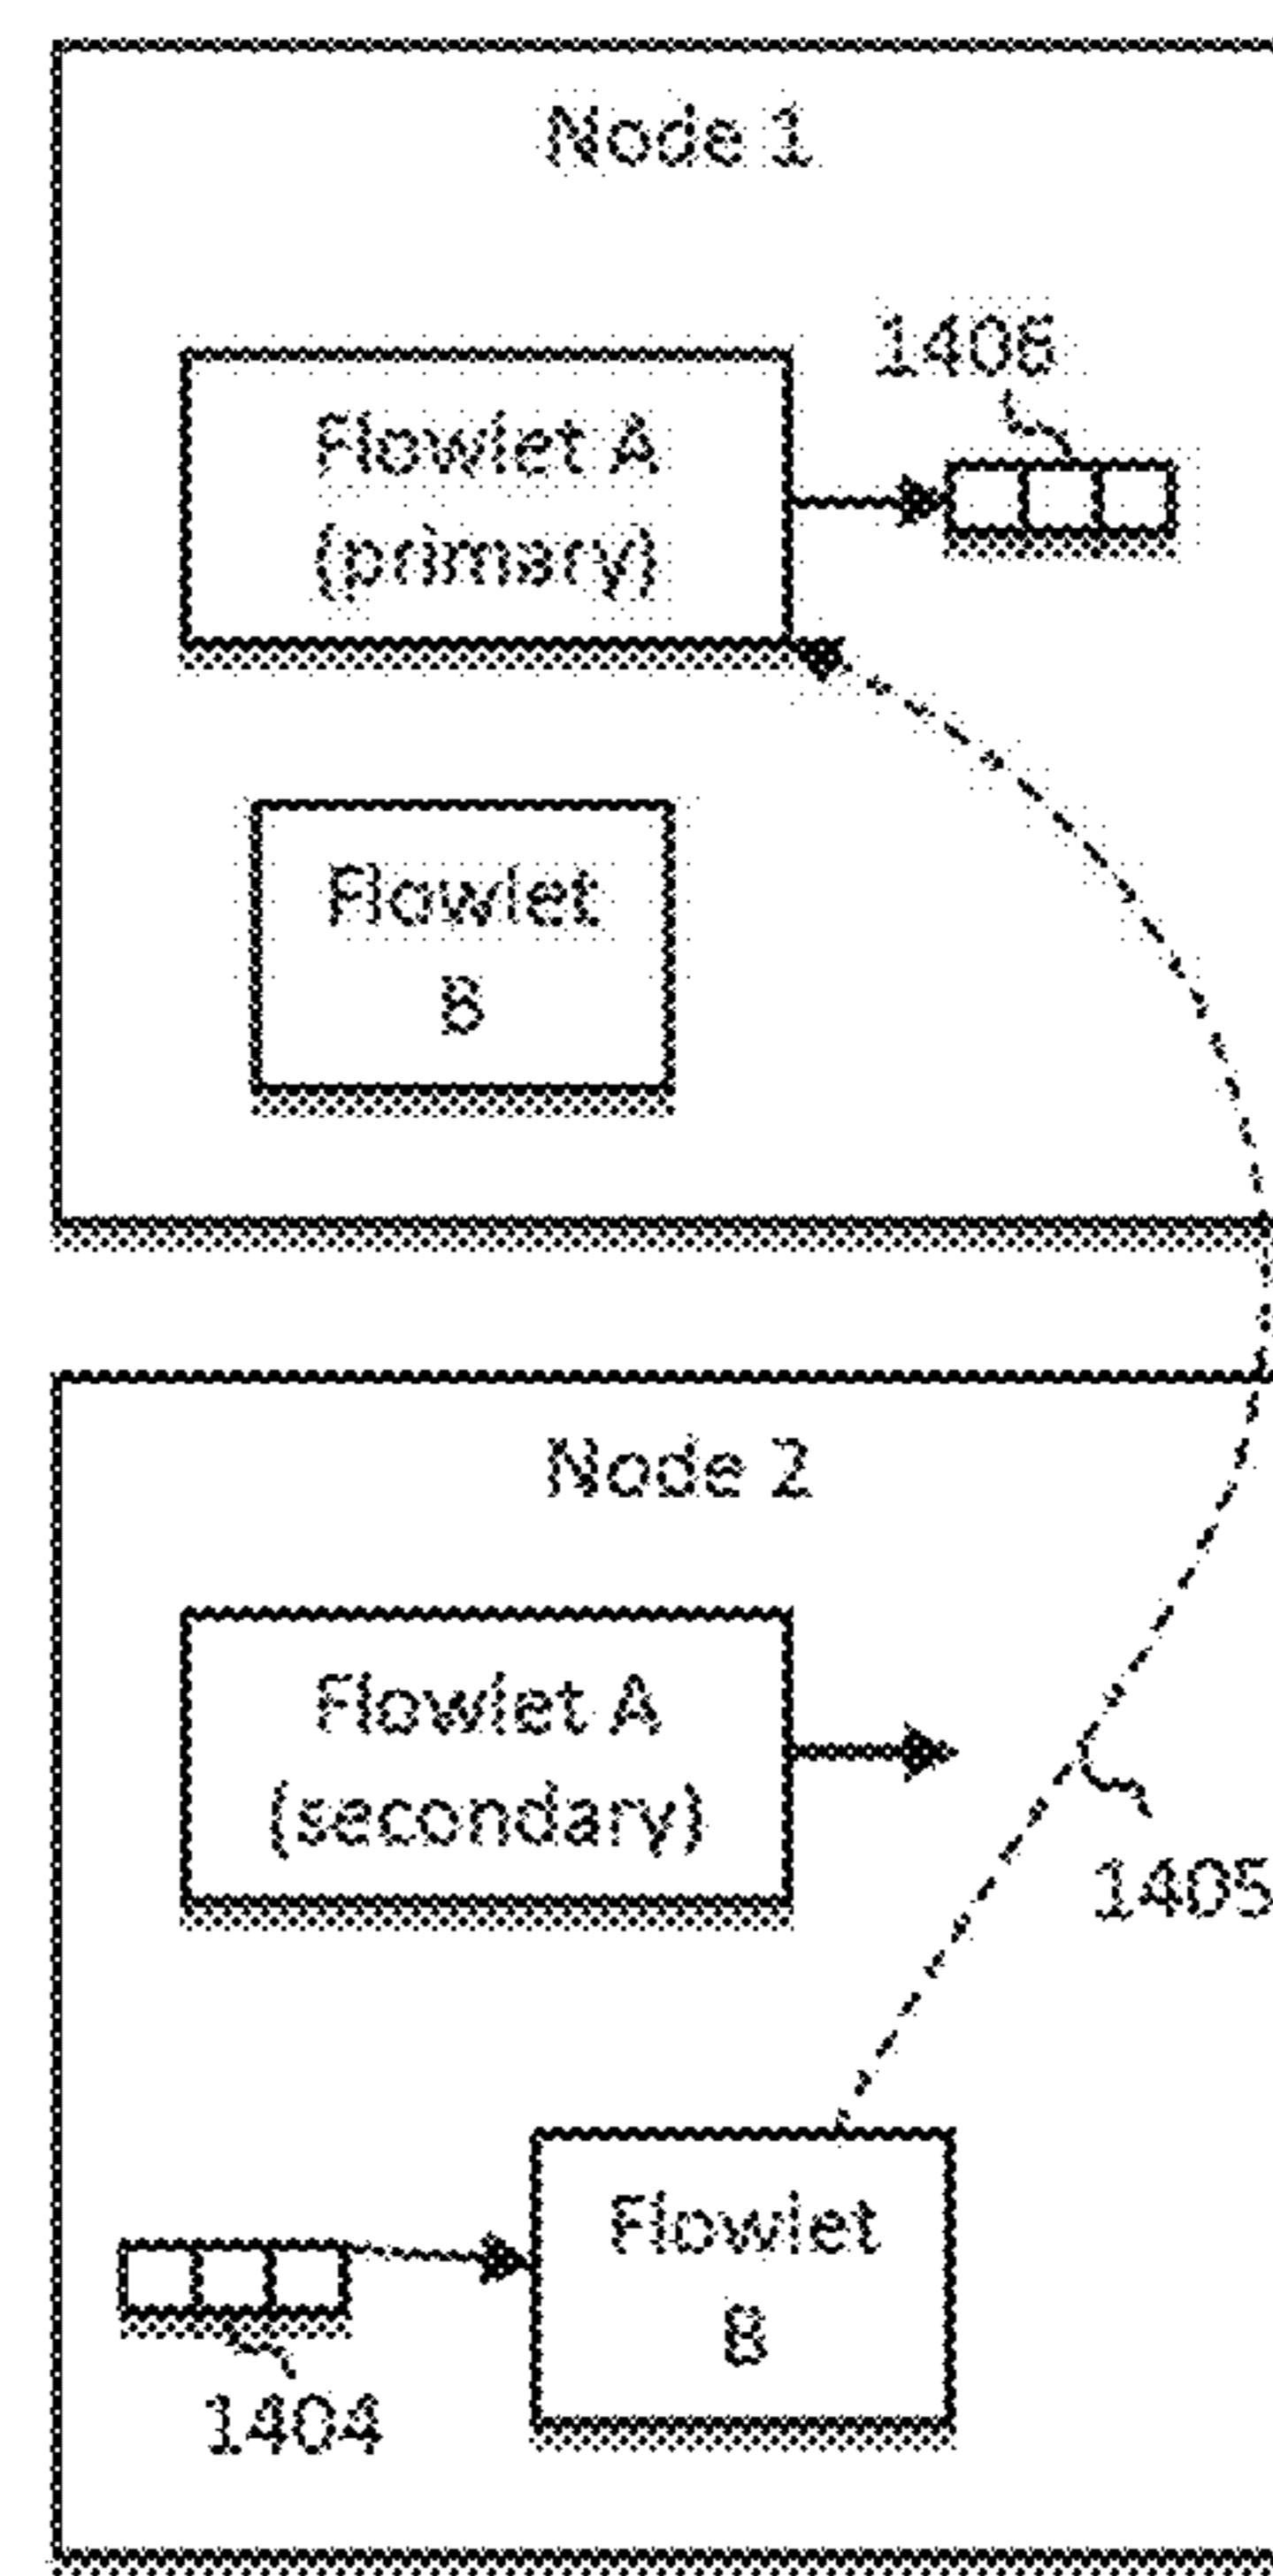 Node 1
1406
Flowlet A
(primary)
Flowlet
B
Node 2
Flowlet A
(secondary)
1405
Flowlet
B
1404